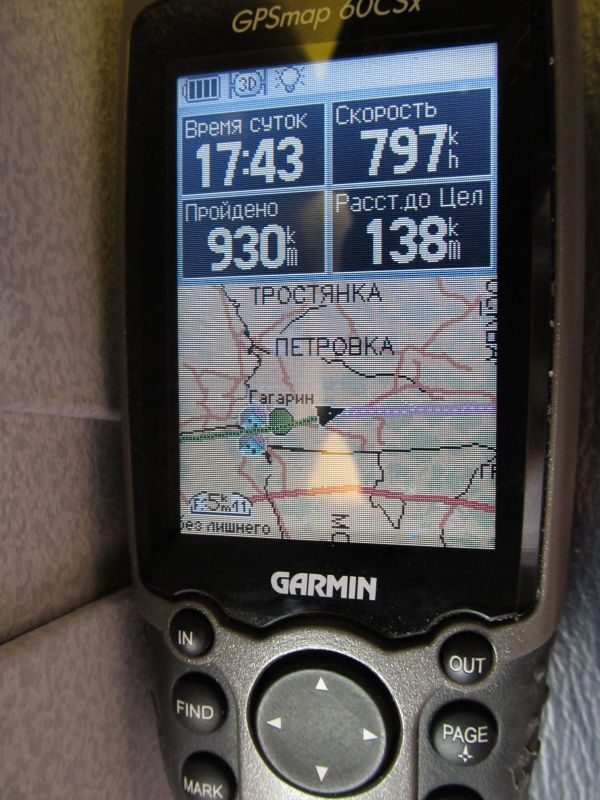 GPSmap 60CSx
3D
Время суток
17:43
Скорость
797 k h
Пройдено
930 k m
Расст.до Цел
138 k m
ТРОСТЯНКА
ПЕТРОВКА
Гагарин
5 k m
без лишнего
GARMIN
IN
OUT
FIND
PAGE
MARK